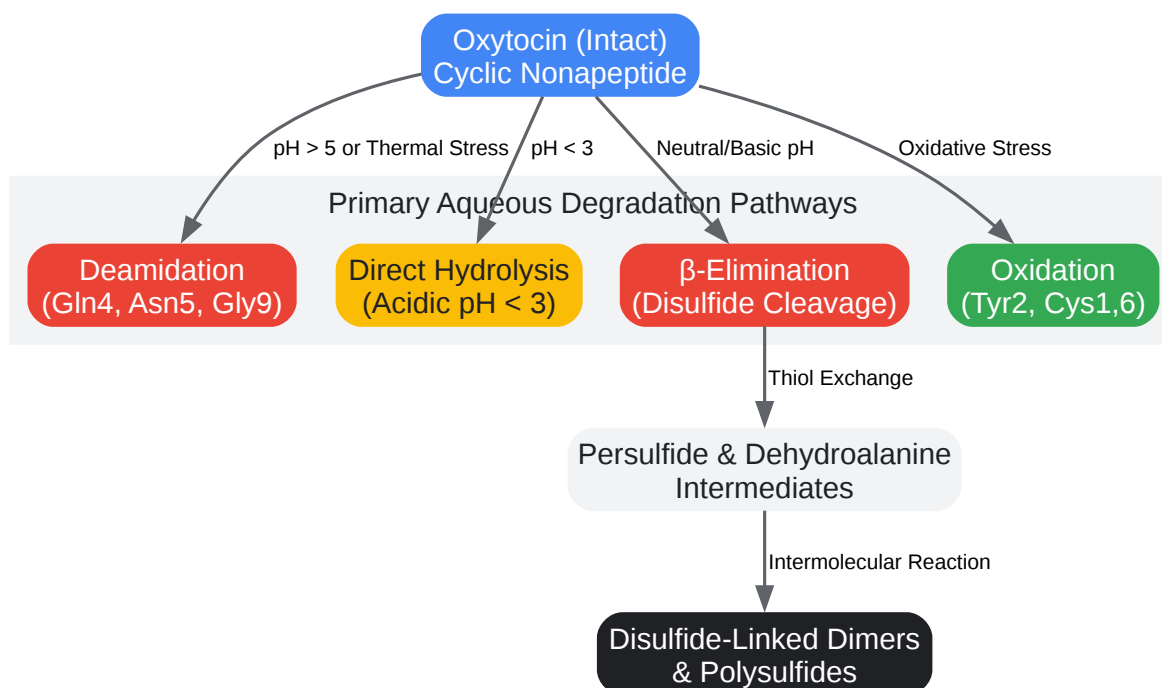 Oxytocin (Intact)
Cyclic Nonapeptide
pH > 5 or Thermal Stress
pH < 3
Neutral/Basic pH
Oxidative Stress
Primary Aqueous Degradation Pathways
Deamidation
(Gln4, Asn5, Gly9)
Direct Hydrolysis
(Acidic pH < 3)
β-Elimination
(Disulfide Cleavage)
Oxidation
(Tyr2, Cys1,6)
Thiol Exchange
Persulfide & Dehydroalanine
Intermediates
Intermolecular Reaction
Disulfide-Linked Dimers
& Polysulfides